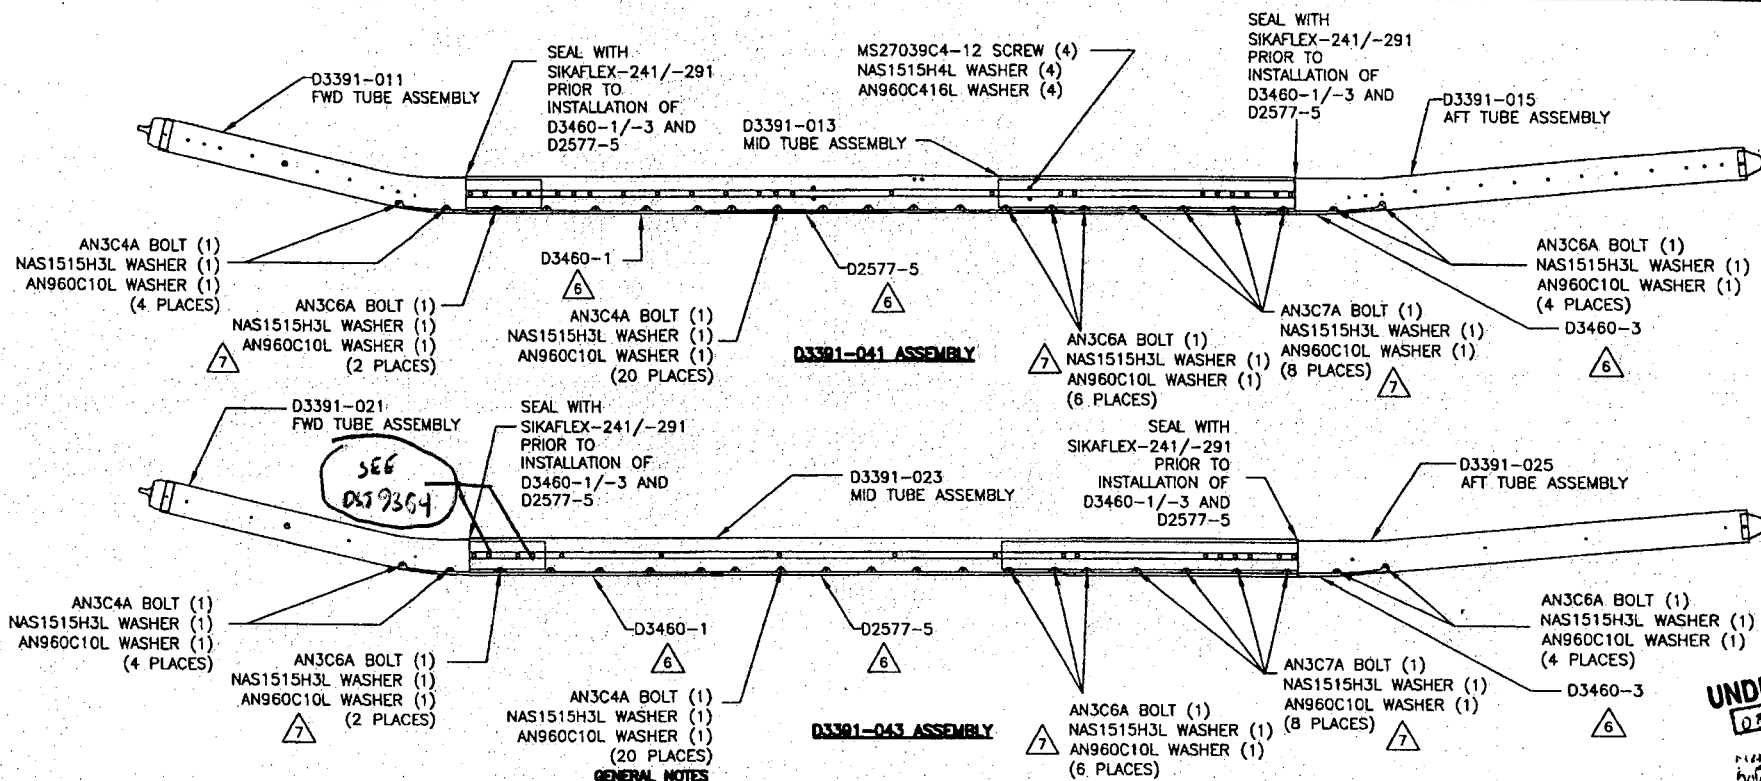 SEAL WITH
SIKAFLEX-241/-291
PRIOR TO
INSTALLATION OF
D3460-1/-3 AND
D2577-5
D3391-011
FWD TUBE ASSEMBLY
SEAL WITH
SIKAFLEX-241/-291
PRIOR TO
INSTALLATION OF
D3460-1/-3 AND
D2577-5
MS27039C4-12 SCREW (4)
NAS1515H4L WASHER (4)
AN960C416L WASHER (4)
D3391-013
MID TUBE ASSEMBLY
D3391-015
AFT TUBE ASSEMBLY
AN3C4A BOLT (1)
NAS1515H3L WASHER (1)
AN960C10L WASHER (1)
(4 PLACES)
AN3C6A BOLT (1)
NAS1515H3L WASHER (1)
AN960C10L WASHER (1)
(2 PLACES)
7
D3460-1
6
AN3C4A BOLT (1)
NAS1515H3L WASHER (1)
AN960C10L WASHER (1)
(20 PLACES)
D2577-5
6
D3391-041 ASSEMBLY
7
AN3C6A BOLT (1)
NAS1515H3L WASHER (1)
AN960C10L WASHER (1)
(6 PLACES)
AN3C7A BOLT (1)
NAS1515H3L WASHER (1)
AN960C10L WASHER (1)
(8 PLACES)
7
AN3C6A BOLT (1)
NAS1515H3L WASHER (1)
AN960C10L WASHER (1)
(4 PLACES)
D3460-3
6
D3391-021
FWD TUBE ASSEMBLY
SEE
DST 9364
SEAL WITH
SIKAFLEX-241/-291
PRIOR TO
INSTALLATION OF
D3460-1/-3 AND
D2577-5
D3391-023
MID TUBE ASSEMBLY
SEAL WITH
SIKAFLEX-241/-291
PRIOR TO
INSTALLATION OF
D3460-1/-3 AND
D2577-5
D3391-025
AFT TUBE ASSEMBLY
AN3C4A BOLT (1)
NAS1515H3L WASHER (1)
AN960C10L WASHER (1)
(4 PLACES)
AN3C6A BOLT (1)
NAS1515H3L WASHER (1)
AN960C10L WASHER (1)
(2 PLACES)
7
D3460-1
6
AN3C4A BOLT (1)
NAS1515H3L WASHER (1)
AN960C10L WASHER (1)
(20 PLACES)
D2577-5
6
D3391-043 ASSEMBLY
7
AN3C6A BOLT (1)
NAS1515H3L WASHER (1)
AN960C10L WASHER (1)
(6 PLACES)
AN3C7A BOLT (1)
NAS1515H3L WASHER (1)
AN960C10L WASHER (1)
(8 PLACES)
7
AN3C6A BOLT (1)
NAS1515H3L WASHER (1)
AN960C10L WASHER (1)
(4 PLACES)
D3460-3
6
GENERAL NOTES